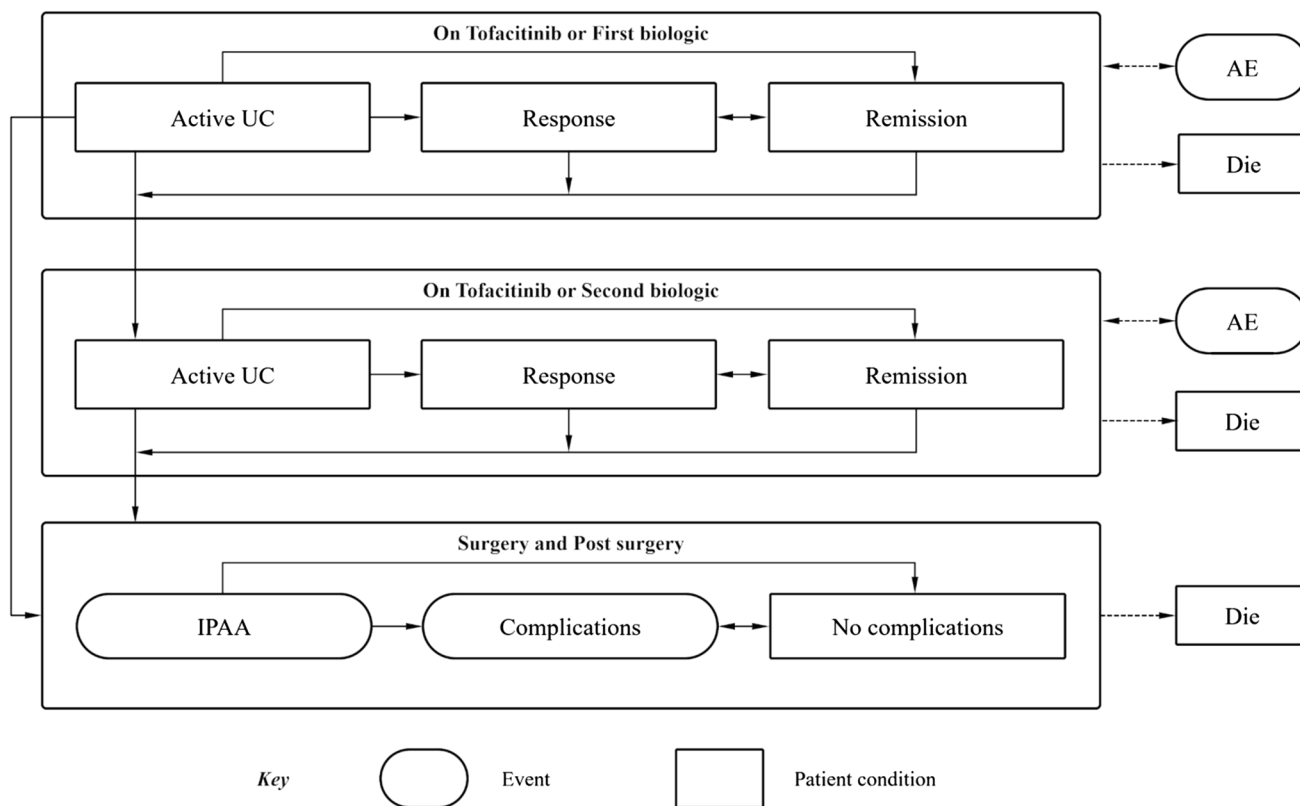 On Tofacitinib or First biologic
AE
Active UC
Response
Remission
Die
On Tofacitinib or Second biologic
AE
Active UC
Response
Remission
Die
Surgery and Post surgery
IPAA
Complications
No complications
Die
Key
Event
Patient condition